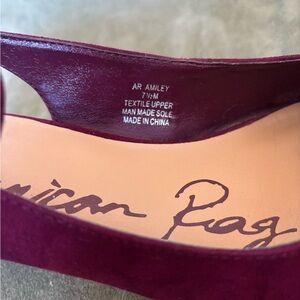 AR AMILEY
7½M
TEXTILE UPPER
MAN MADE SOLE
MADE IN CHINA
rican Rag